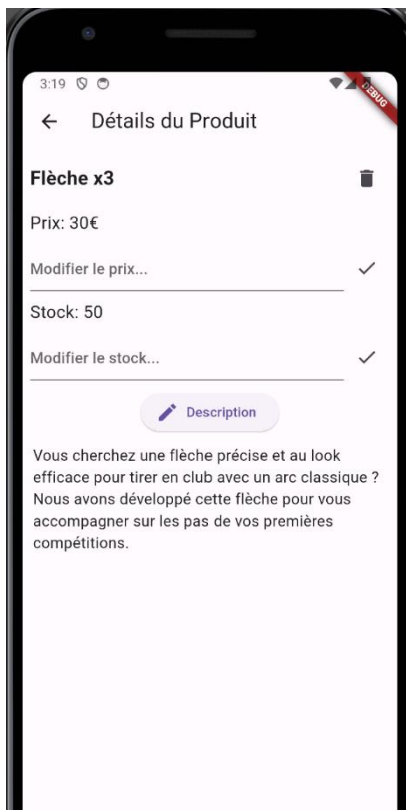 3:19
DEBUG
Détails du Produit
Flèche x3
Prix: 30€
Modifier le prix...
Stock: 50
Modifier le stock...
Description
Vous cherchez une flèche précise et au look
efficace pour tirer en club avec un arc classique ?
Nous avons développé cette flèche pour vous
accompagner sur les pas de vos premières
compétitions.